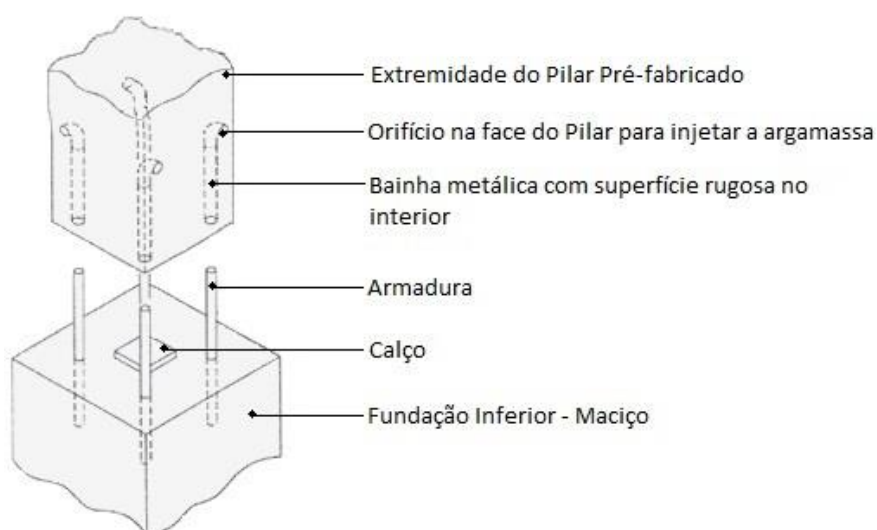 Extremidade do Pilar Pré-fabricado
Orifício na face do Pilar para injetar a argamassa
Bainha metálica com superfície rugosa no
interior
Armadura
Calço
Fundação Inferior - Maciço